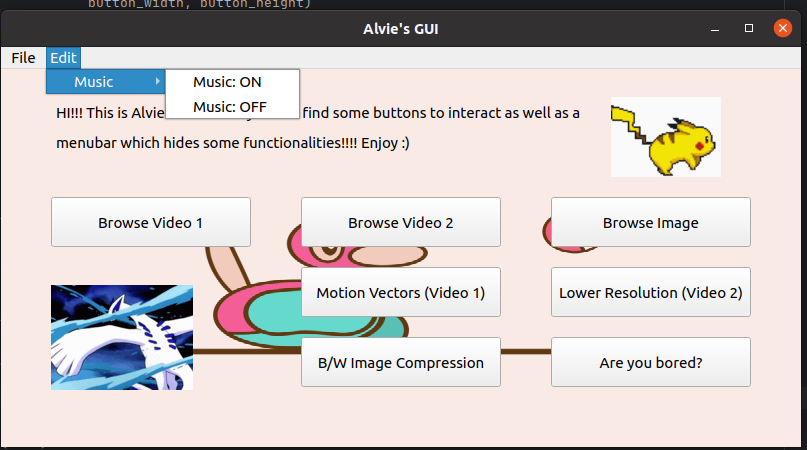 button_width, button_height)
Alvie's GUI
File Edit
Music
Music: ON
Music: OFF
HI!!! This is Alvie find some buttons to interact as well as a
menubar which hides some functionalities!!!! Enjoy :)
Browse Video 1
Browse Video 2
Browse Image
Motion Vectors (Video 1)
Lower Resolution (Video 2)
B/W Image Compression
Are you bored?